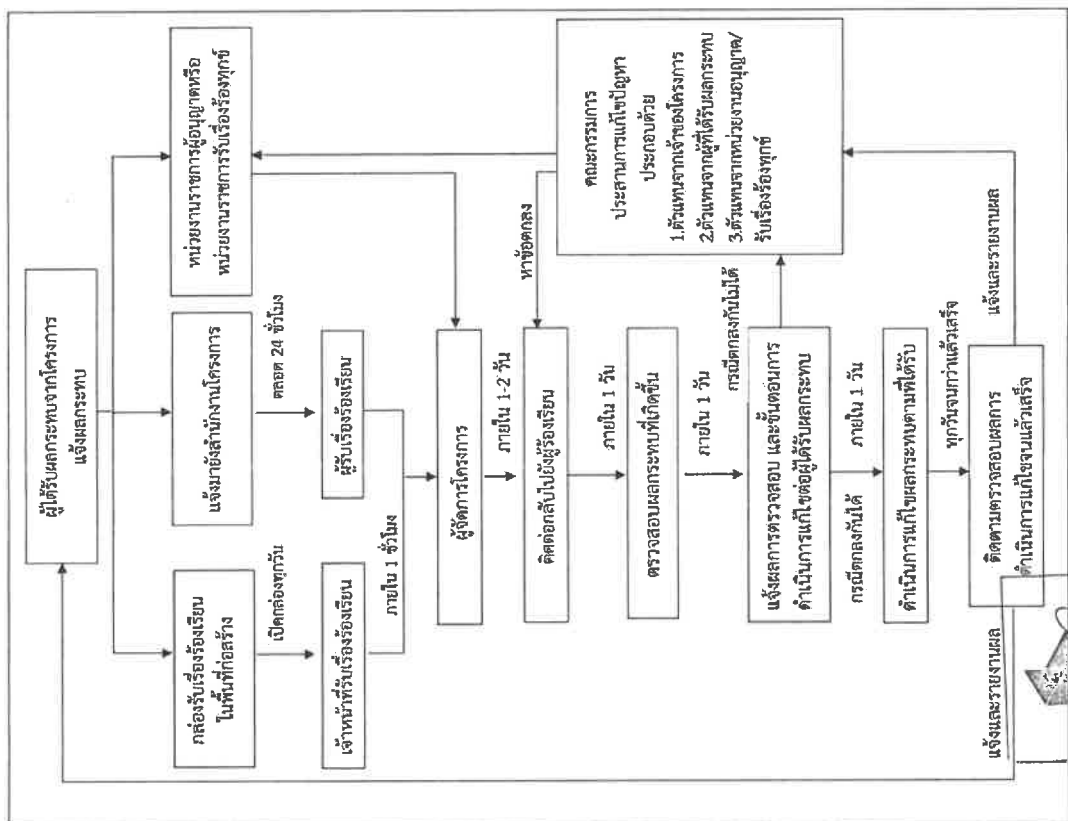 ผู้ได้รับผลกระทบจากโครงการ
แจ้งผลกระทบ
กล่องรับเรื่องร้องเรียน
ในพื้นที่ก่อสร้าง
แจ้งมายังสำนักงานโครงการ
หน่วยงานราชการผู้อนุญาตหรือ
หน่วยงานราชการรับเรื่องร้องทุกข์
เปิดกล่องทุกวัน
ตลอด 24 ชั่วโมง
เจ้าหน้าที่รับเรื่องร้องเรียน
ผู้รับเรื่องร้องเรียน
ภายใน 1 ชั่วโมง
ผู้จัดการโครงการ
ภายใน 1-2 วัน
หาข้อตกลง
ติดต่อกลับไปยังผู้ร้องเรียน
ภายใน 1 วัน
ตรวจสอบผลกระทบที่เกิดขึ้น
ภายใน 1 วัน
กรณีตกลงกันไม่ได้
คณะกรรมการ
ประสานการแก้ไขปัญหา
ประกอบด้วย
1.ตัวแทนจากเจ้าของโครงการ
2.ตัวแทนจากผู้ที่ได้รับผลกระทบ
3.ตัวแทนจากหน่วยงานอนุญาต/
รับเรื่องร้องทุกข์
แจ้งผลการตรวจสอบ และขั้นตอนการ
ดำเนินการแก้ไขต่อผู้ได้รับผลกระทบ
กรณีตกลงกันได้
ภายใน 1 วัน
ดำเนินการแก้ไขผลกระทบตามที่ได้รับ
ทุกวันจนกว่าแล้วเสร็จ
ติดตามตรวจสอบผลการ
ดำเนินการแก้ไขจนแล้วเสร็จ
แจ้งและรายงานผล
แจ้งและรายงานผล